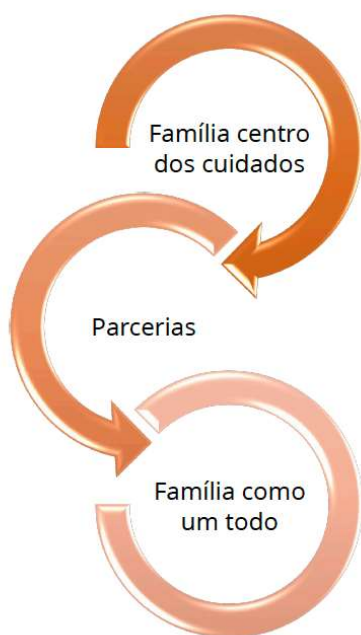 Família centro
dos cuidados
Parcerias
Família como
um todo